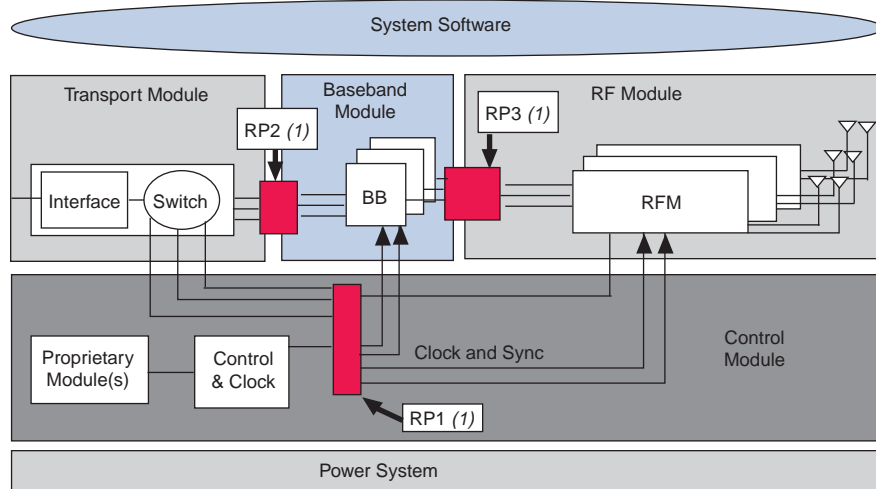 System Software
Transport Module
Baseband
Module
RF Module
RP2 (1)
RP3 (1)
Interface
Switch
BB
RFM
Proprietary
Module(s)
Control
& Clock
Clock and Sync
Control
Module
RP1 (1)
Power System